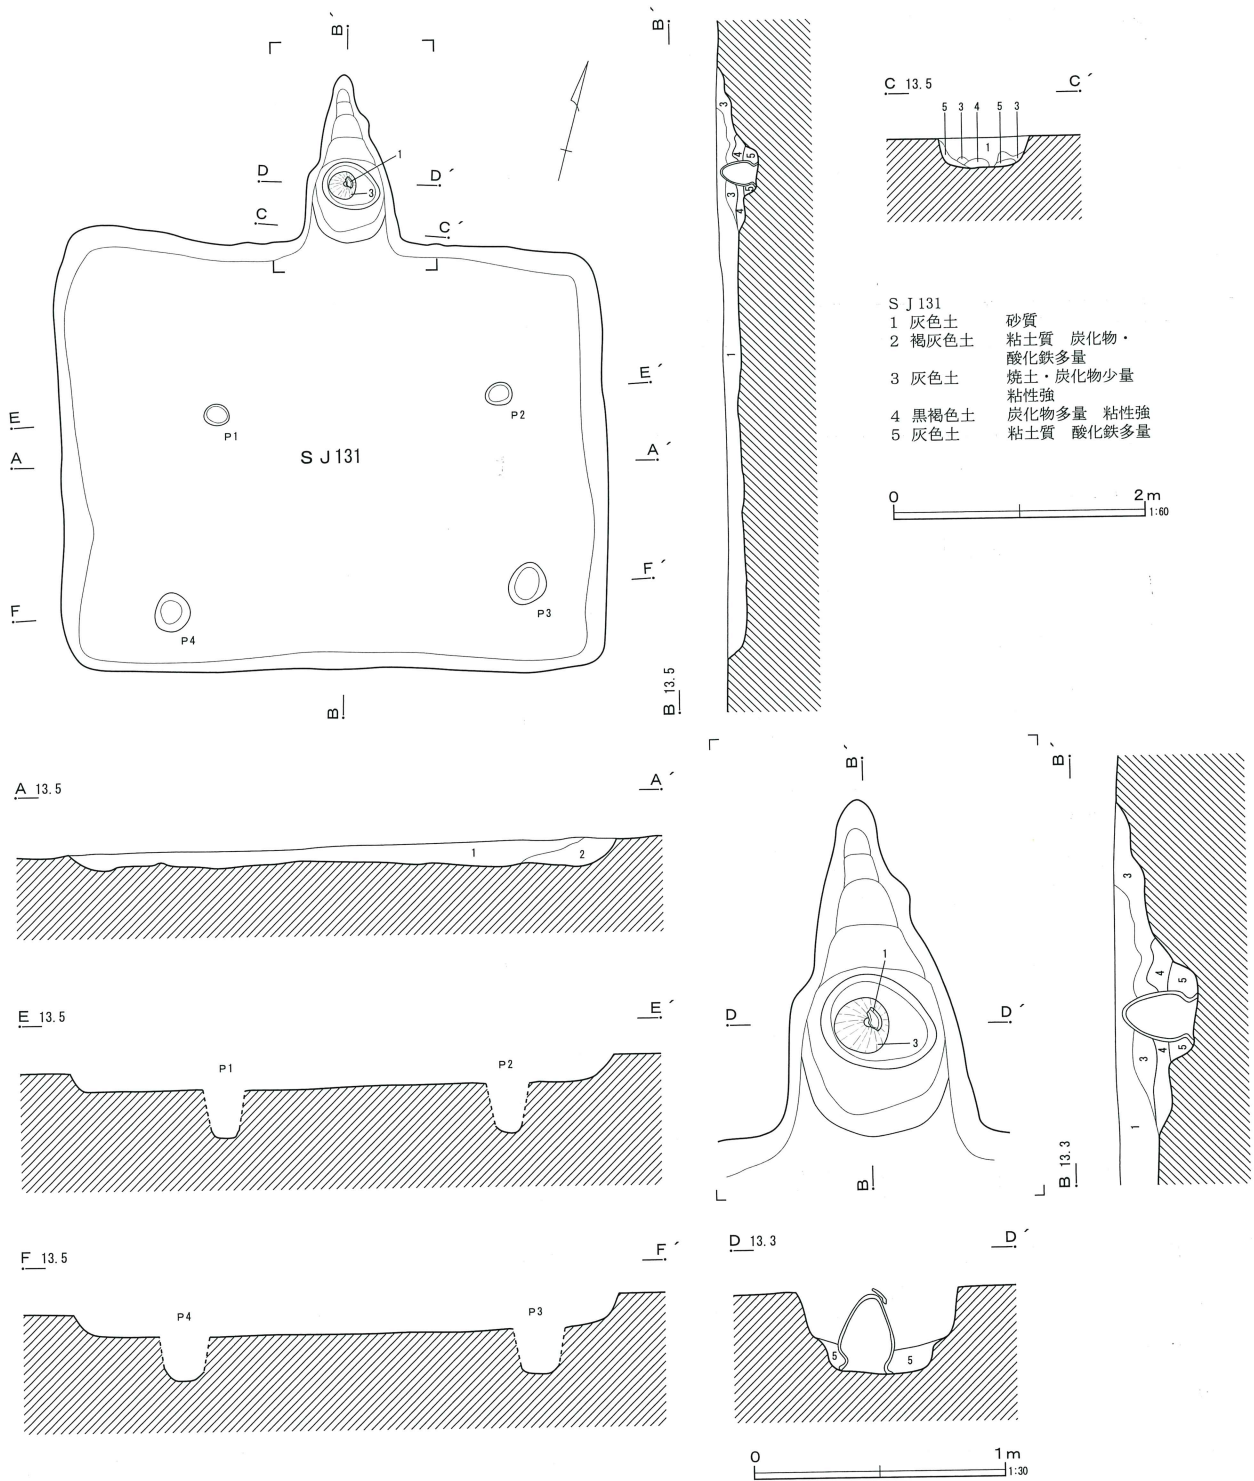 B`
D
1
D´
3
C
C´
E´
E
P1
P2
A
SJ131
A´
F´
F
P4
P3
B
B`
3
4
5
3
5
4
1
B 13.5
C 13.5
C´
5 3 4 5 3
1
SJ131
1 灰色土 砂質
2 褐灰色土 粘土質 炭化物・
酸化鉄多量
3 灰色土 焼土・炭化物少量
粘性強
4 黒褐色土 炭化物多量 粘性強
5 灰色土 粘土質 酸化鉄多量
0 2m
1:60
A 13.5
A´
1
2
E 13.5
E´
P1
P2
F 13.5
F´
P4
P3
B`
1
D
D´
3
B
B`
3
4
5
3
4
5
1
B 13.3
D 13.3
D´
5
5
0 1m
1:30